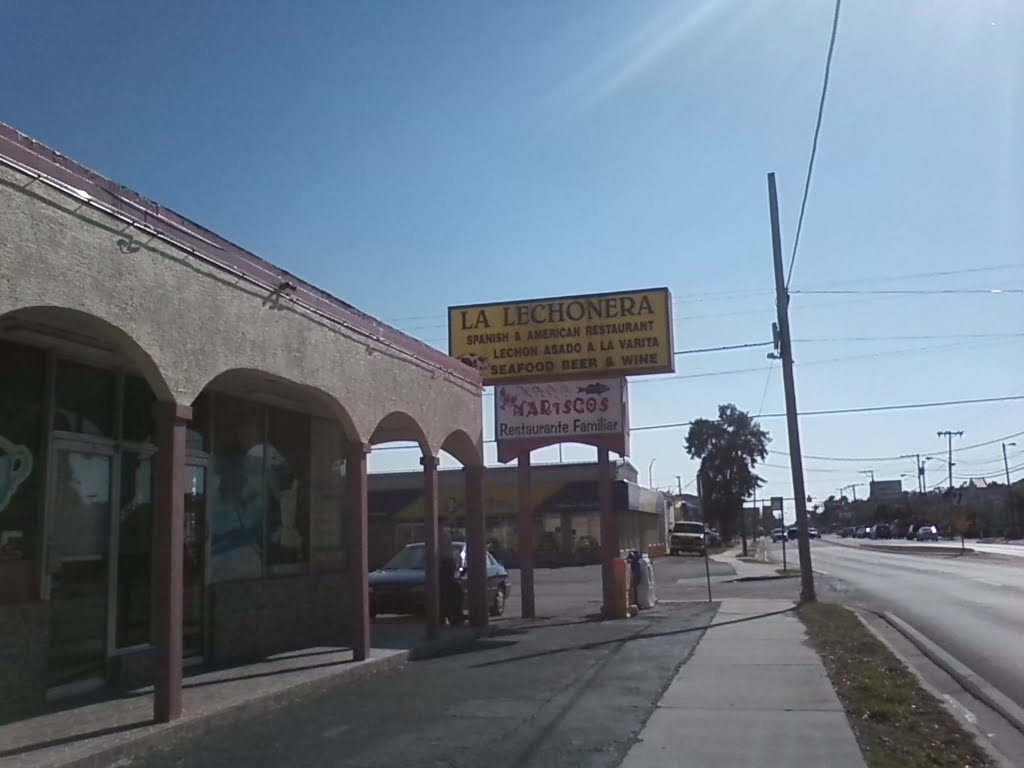 LA LECHONERA
SPANISH & AMERICAN RESTAURANT
LECHON ASADO A LA VARITA
SEAFOOD BEER & WINE
MARISCOS
Restaurante Familiar